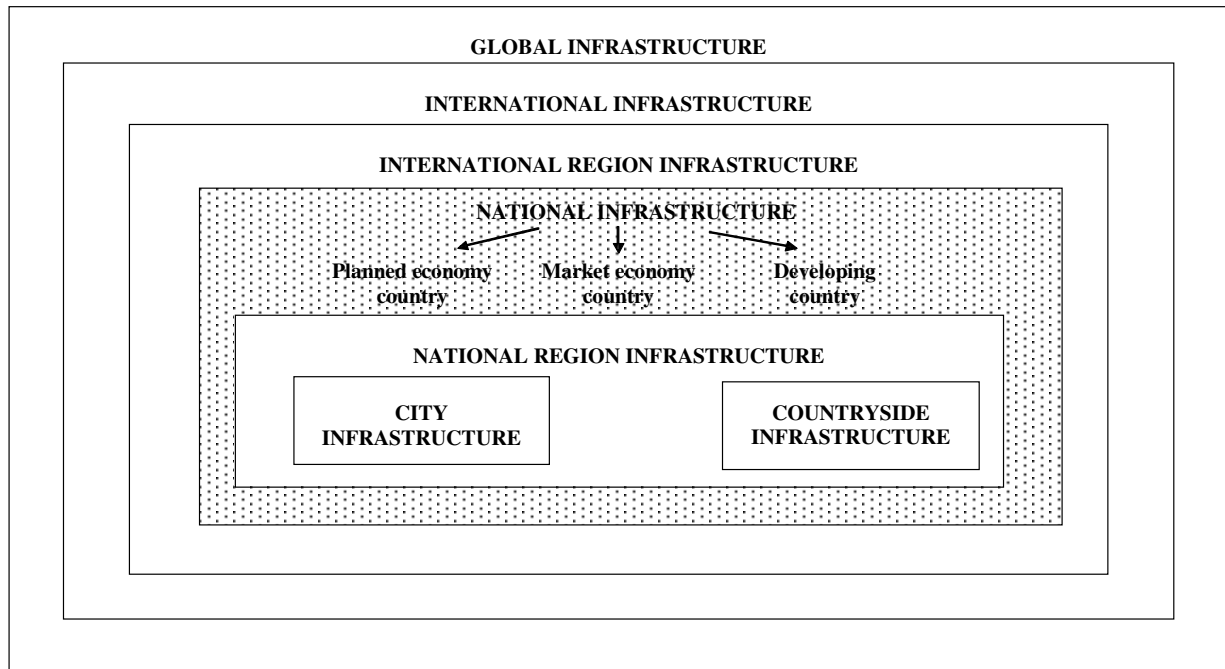 GLOBAL INFRASTRUCTURE
INTERNATIONAL INFRASTRUCTURE
INTERNATIONAL REGION INFRASTRUCTURE
NATIONAL INFRASTRUCTURE
Planned economy
country
Market economy
country
Developing
country
NATIONAL REGION INFRASTRUCTURE
CITY
INFRASTRUCTURE
COUNTRYSIDE
INFRASTRUCTURE